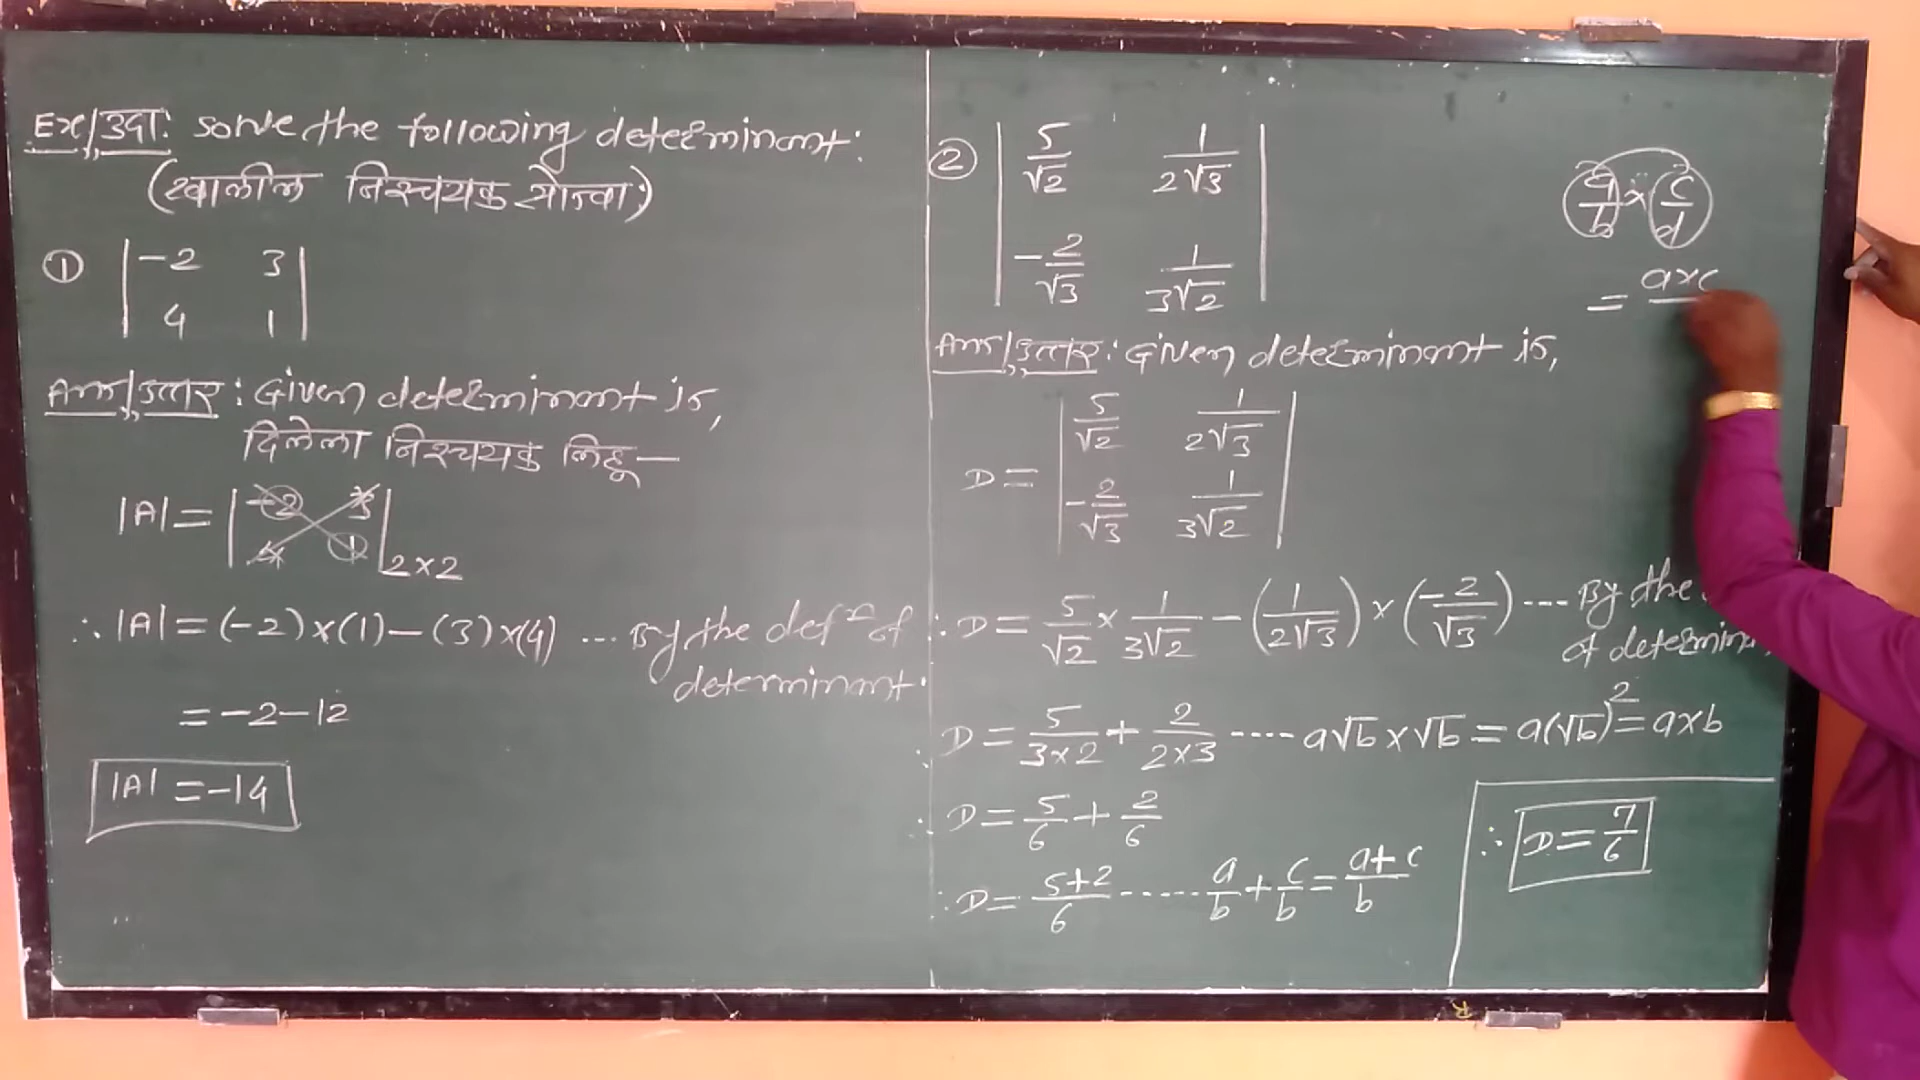 Ex/उदा: solve the following determinant:
(खालील निश्चयक सोडवा:)
① | -2 3 |
| 4 1 |
Ans/उत्तर: Given determinant is,
दिलेला निश्चयक लिहू—
|A| = | -2 3 |
| 4 1 | 2×2
∴ |A| = (-2)×(1) - (3)×(4) ... By the defⁿ of
determinant.
= -2-12
|A| = -14
② | 5/√2 1/2√3 |
| -2/√3 1/3√2 |
Ans/उत्तर: Given determinant is,
D = | 5/√2 1/2√3 |
| -2/√3 1/3√2 |
∴ D = 5/√2 × 1/3√2 - (1/2√3) × (-2/√3) --- By the
of determin
∴ D = 5/3×2 + 2/2×3 ---- a√b×√b = a(√b)² = a×b
∴ D = 5/6 + 2/6
∴ D = 5+2/6 ----- a/b + c/b = a+c/b
∴ D = 7/6
a/b × c/d
= a×c
R